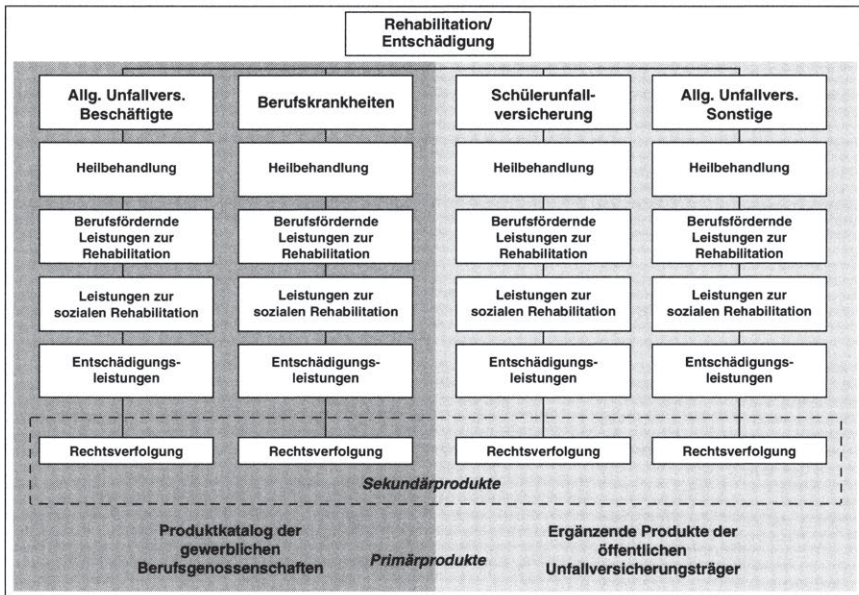 Rehabilitation/
Entschädigung
Allg. Unfallvers.
Beschäftigte
Berufskrankheiten
Schülerunfall-
versicherung
Allg. Unfallvers.
Sonstige
Heilbehandlung
Heilbehandlung
Heilbehandlung
Heilbehandlung
Berufsfördernde
Leistungen zur
Rehabilitation
Berufsfördernde
Leistungen zur
Rehabilitation
Berufsfördernde
Leistungen zur
Rehabilitation
Berufsfördernde
Leistungen zur
Rehabilitation
Leistungen zur
sozialen Rehabilitation
Leistungen zur
sozialen Rehabilitation
Leistungen zur
sozialen Rehabilitation
Leistungen zur
sozialen Rehabilitation
Entschädigungs-
leistungen
Entschädigungs-
leistungen
Entschädigungs-
leistungen
Entschädigungs-
leistungen
Rechtsverfolgung
Rechtsverfolgung
Rechtsverfolgung
Rechtsverfolgung
Sekundärprodukte
Produktkatalog der
gewerblichen
Berufsgenossenschaften
Primärprodukte
Ergänzende Produkte der
öffentlichen
Unfallversicherungsträger